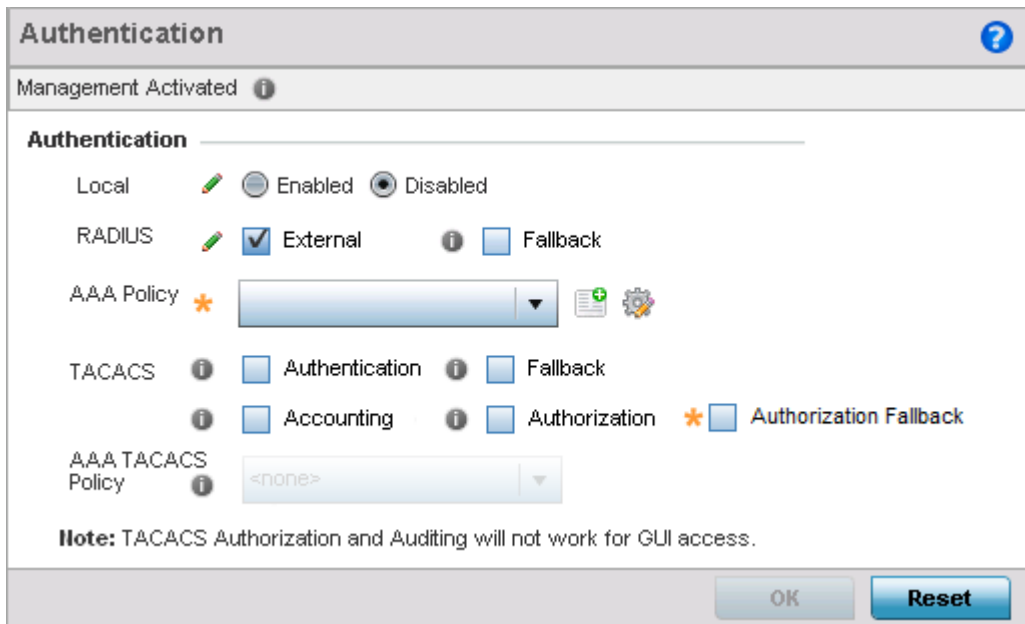 Authentication
Management Activated
Authentication
Local Enabled Disabled
RADIUS External Fallback
AAA Policy
TACACS Authentication Fallback
Accounting Authorization Authorization Fallback
AAA TACACS
Policy <none>
Note: TACACS Authorization and Auditing will not work for GUI access.
OK Reset